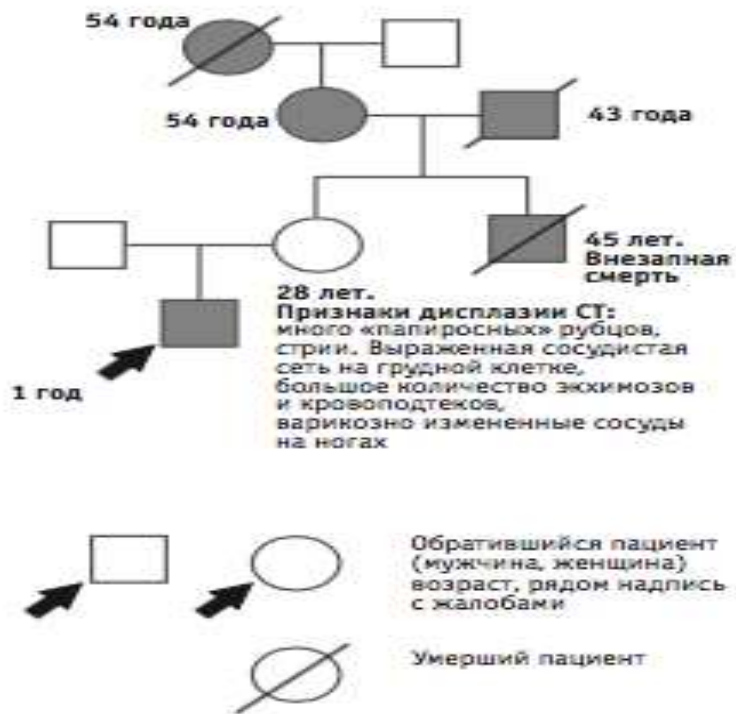 54 года
54 года
43 года
45 лет.
Внезапная
смерть
28 лет.
Признаки дисплазии СТ:
много «папиросных» рубцов,
стрии. Выраженная сосудистая
сеть на грудной клетке,
большое количество экхимозов
и кровоподтеков,
варикозно измененные сосуды
на ногах
1 год
Обратившийся пациент
(мужчина, женщина)
возраст, рядом надпись
с жалобами
Умерший пациент